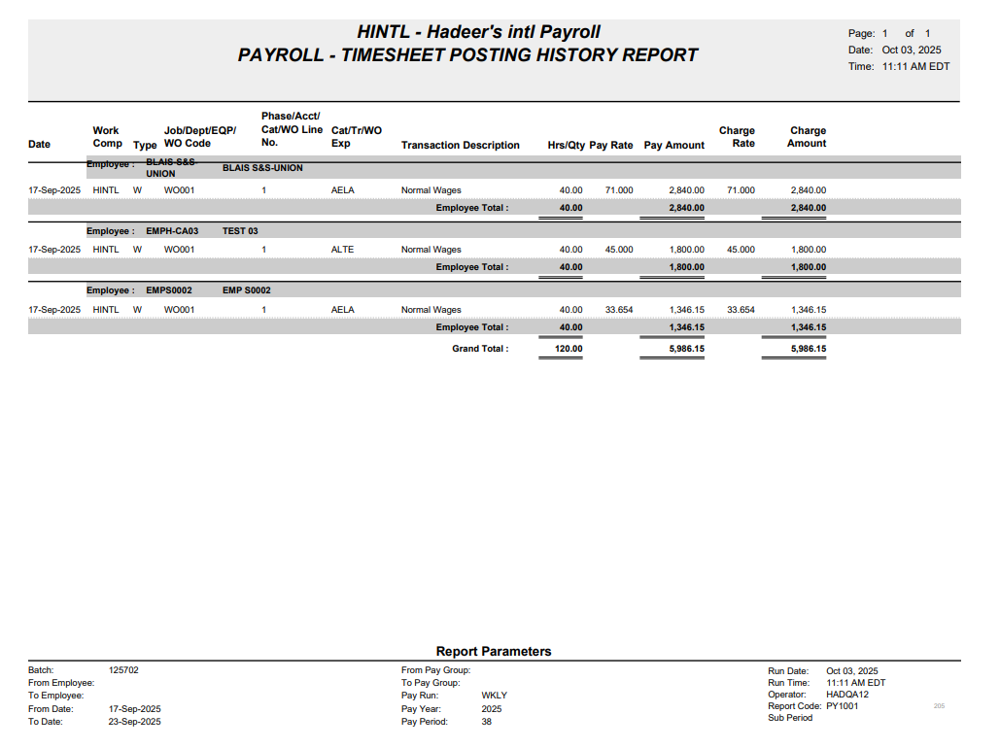 HINTL - Hadeer's intl Payroll
PAYROLL - TIMESHEET POSTING HISTORY REPORT
Page: 1 of 1
Date: Oct 03, 2025
Time: 11:11 AM EDT
Date Work Comp Type Job/Dept/EQP/ WO Code Phase/Acct/ Cat/WO Line No. Cat/Tr/WO Exp Transaction Description Hrs/Qty Pay Rate Pay Amount Charge Rate Charge Amount
Employee : BLAIS S&S-UNION BLAIS S&S-UNION
17-Sep-2025 HINTL W WO001 1 AELA Normal Wages 40.00 71.000 2,840.00 71.000 2,840.00
Employee Total : 40.00 2,840.00 2,840.00
Employee : EMPH-CA03 TEST 03
17-Sep-2025 HINTL W WO001 1 ALTE Normal Wages 40.00 45.000 1,800.00 45.000 1,800.00
Employee Total : 40.00 1,800.00 1,800.00
Employee : EMPS0002 EMP S0002
17-Sep-2025 HINTL W WO001 1 AELA Normal Wages 40.00 33.654 1,346.15 33.654 1,346.15
Employee Total : 40.00 1,346.15 1,346.15
Grand Total : 120.00 5,986.15 5,986.15
Report Parameters
Batch: 125702 From Pay Group: Run Date: Oct 03, 2025
From Employee: To Pay Group: Run Time: 11:11 AM EDT
To Employee: Pay Run: WKLY Operator: HADQA12
From Date: 17-Sep-2025 Pay Year: 2025 Report Code: PY1001 205
To Date: 23-Sep-2025 Pay Period: 38 Sub Period